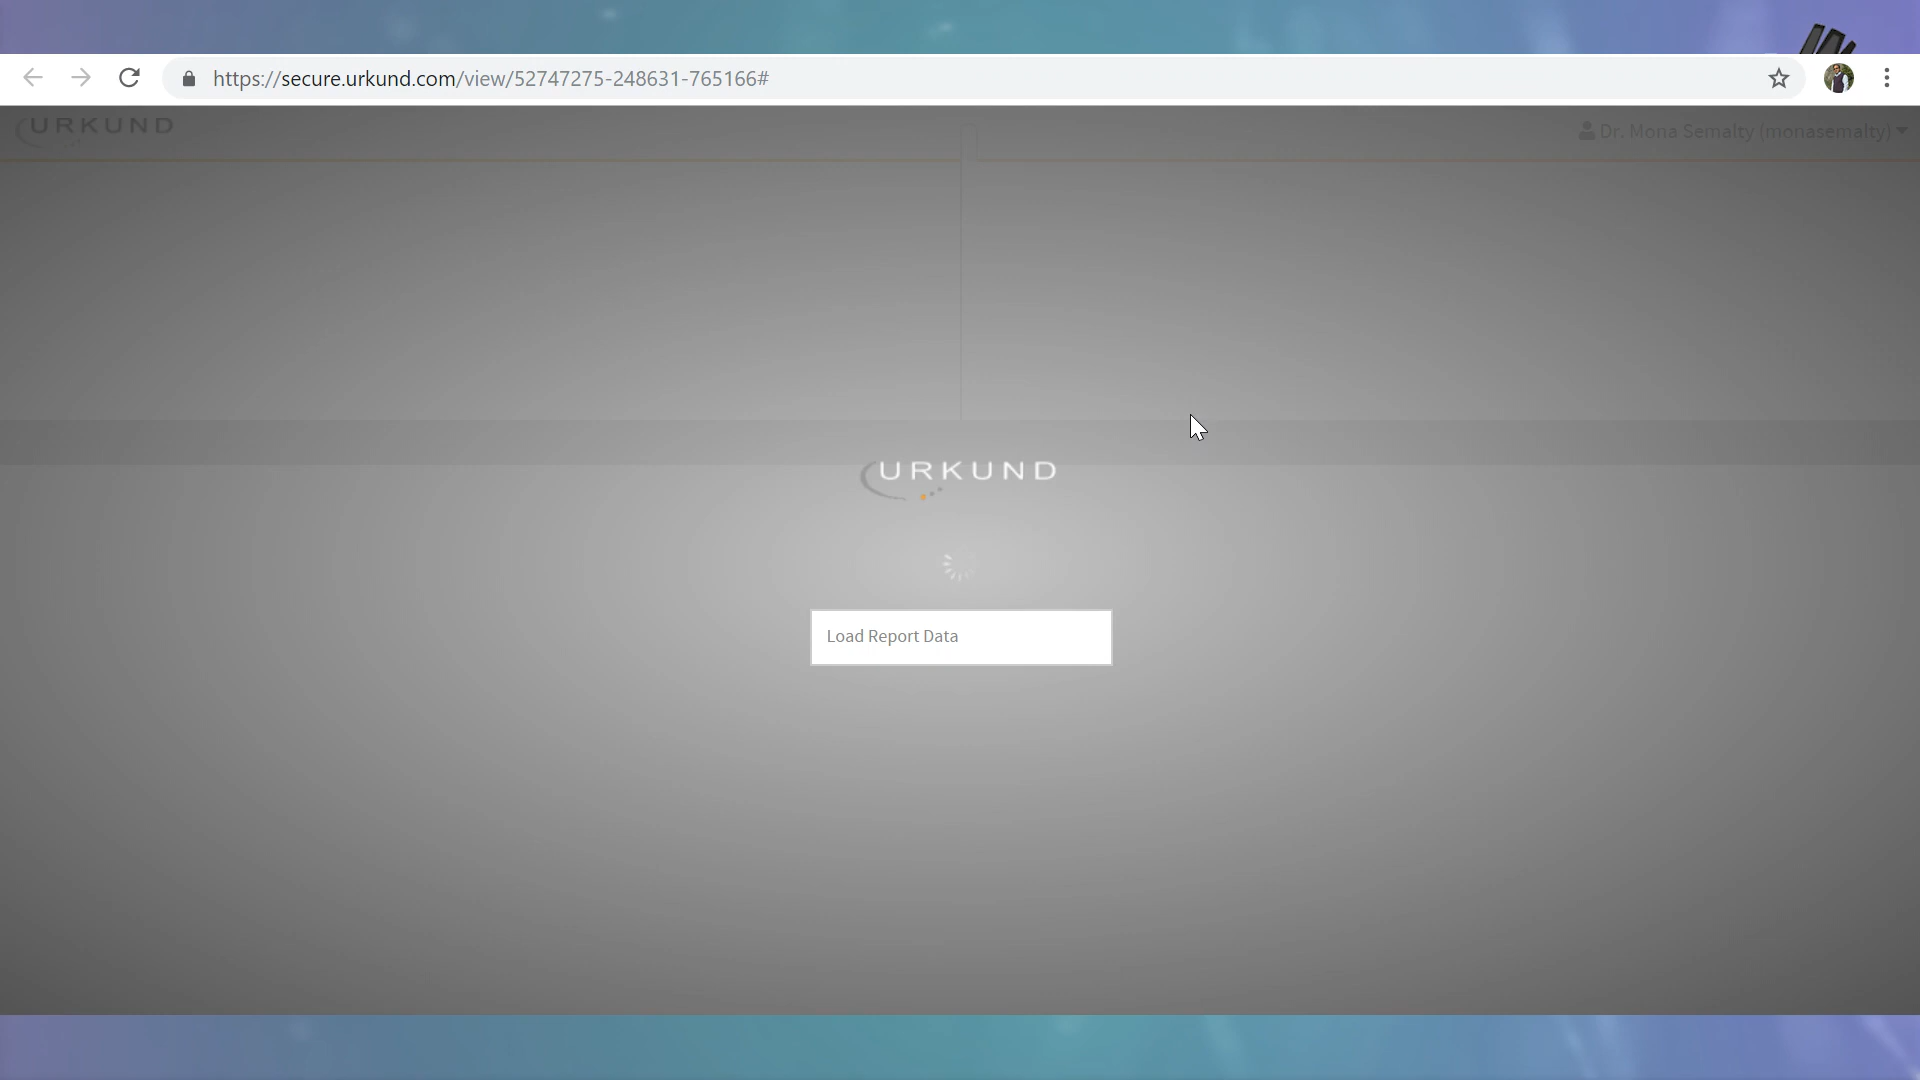 https://secure.urkund.com/view/52747275-248631-765166#
URKUND
Dr. Mona Semalty (monasemalty)
URKUND
Load Report Data